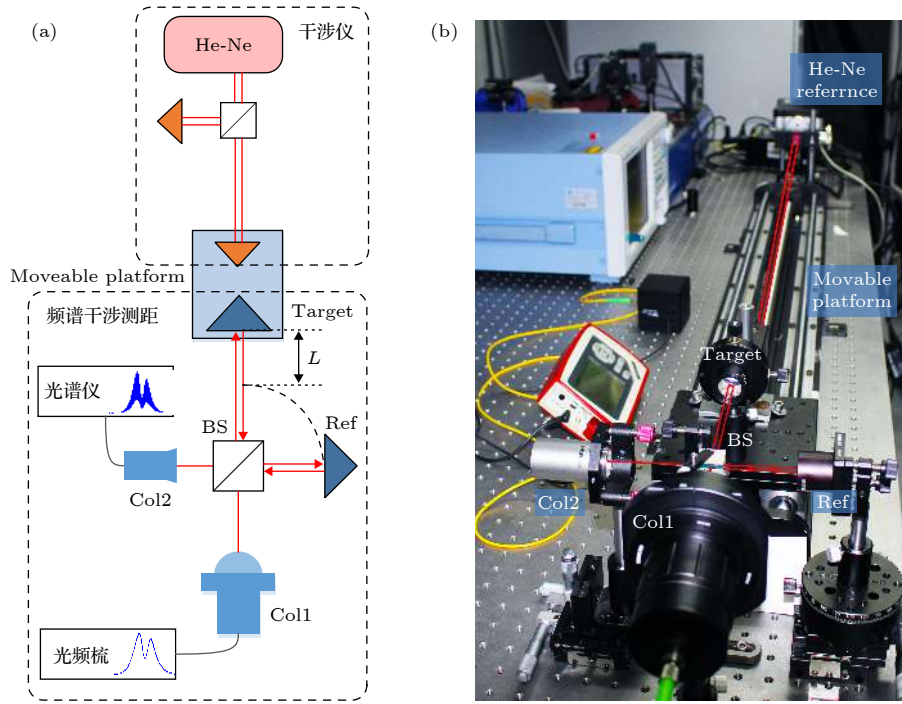 (a)
干涉仪
He-Ne
Moveable platform
频谱干涉测距
Target
L
光谱仪
BS
Ref
Col2
Col1
光频梳
(b)
He-Ne
referrnce
Movable
platform
Target
BS
Col2
Col1
Ref